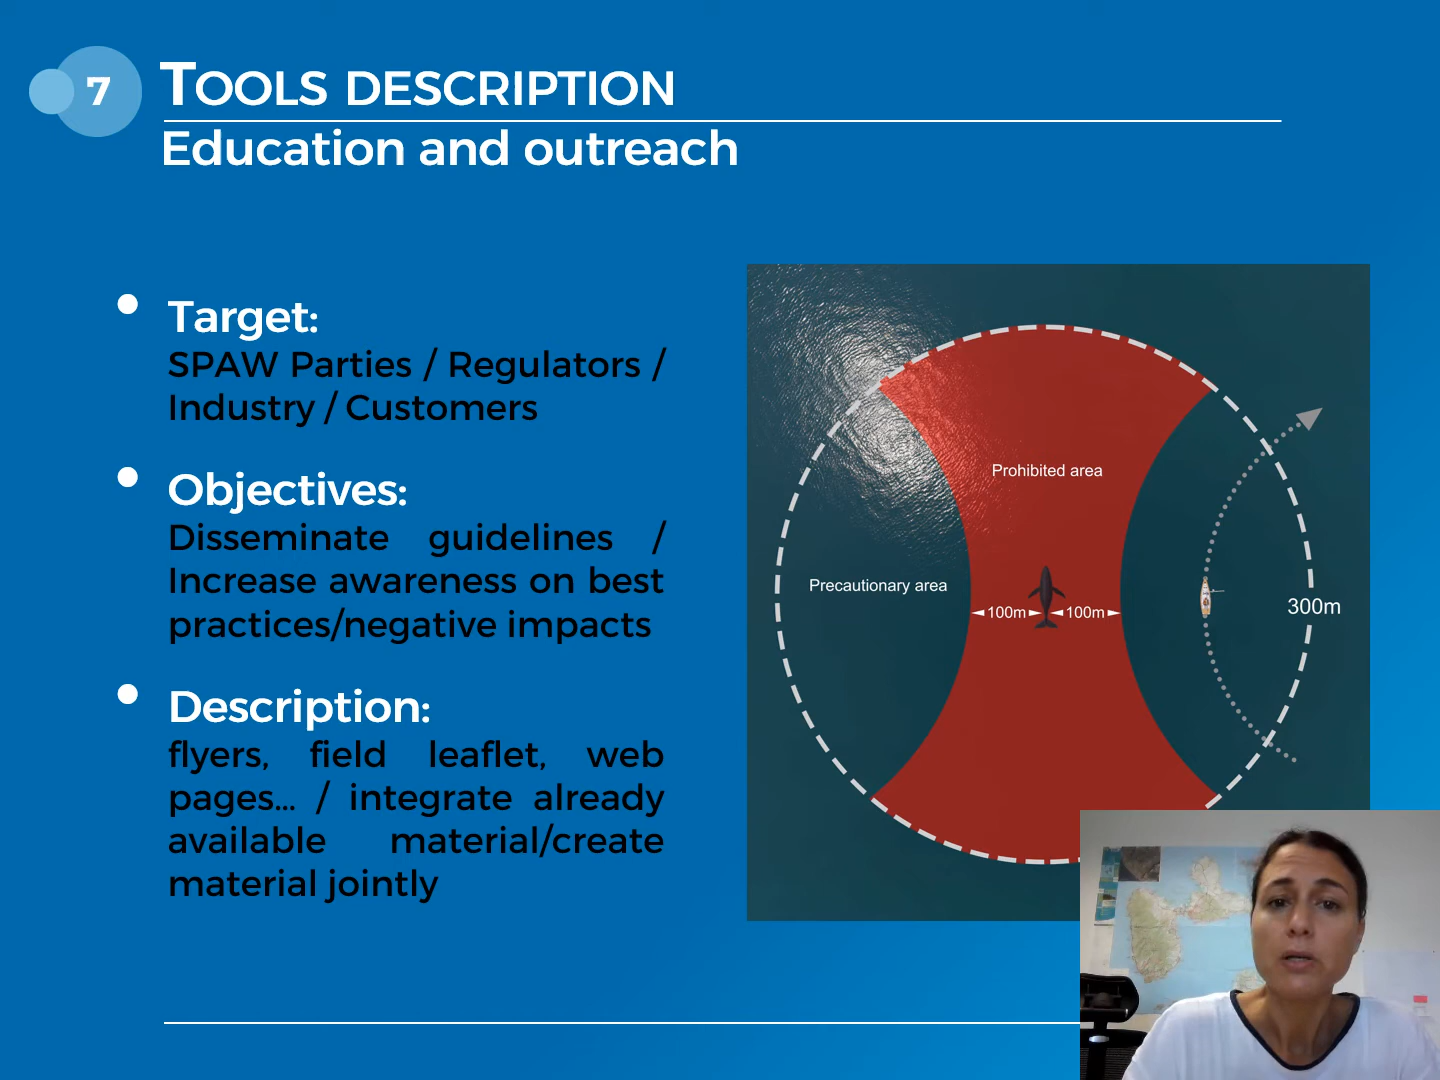 7
TOOLS DESCRIPTION
Education and outreach
Target:
SPAW Parties / Regulators /
Industry / Customers
Objectives:
Disseminate guidelines /
Increase awareness on best
practices/negative impacts
Description:
flyers, field leaflet, web
pages... / integrate already
available material/create
material jointly
Prohibited area
Precautionary area
100m
100m
300m